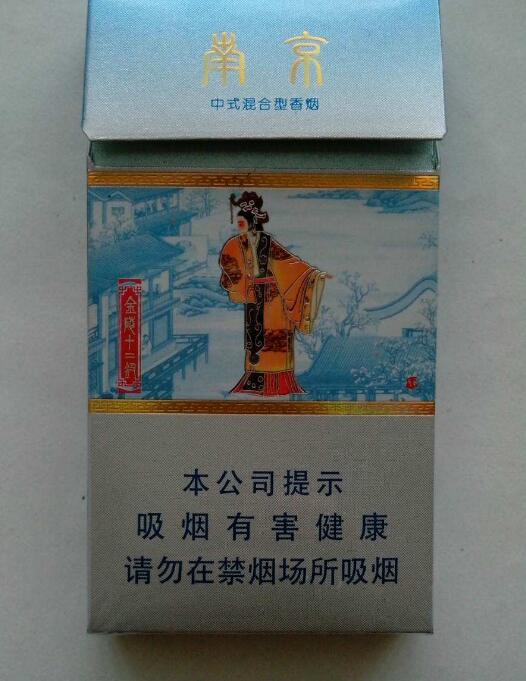 南京
中式混合型香烟
金陵十二钗
本公司提示
吸烟有害健康
请勿在禁烟场所吸烟